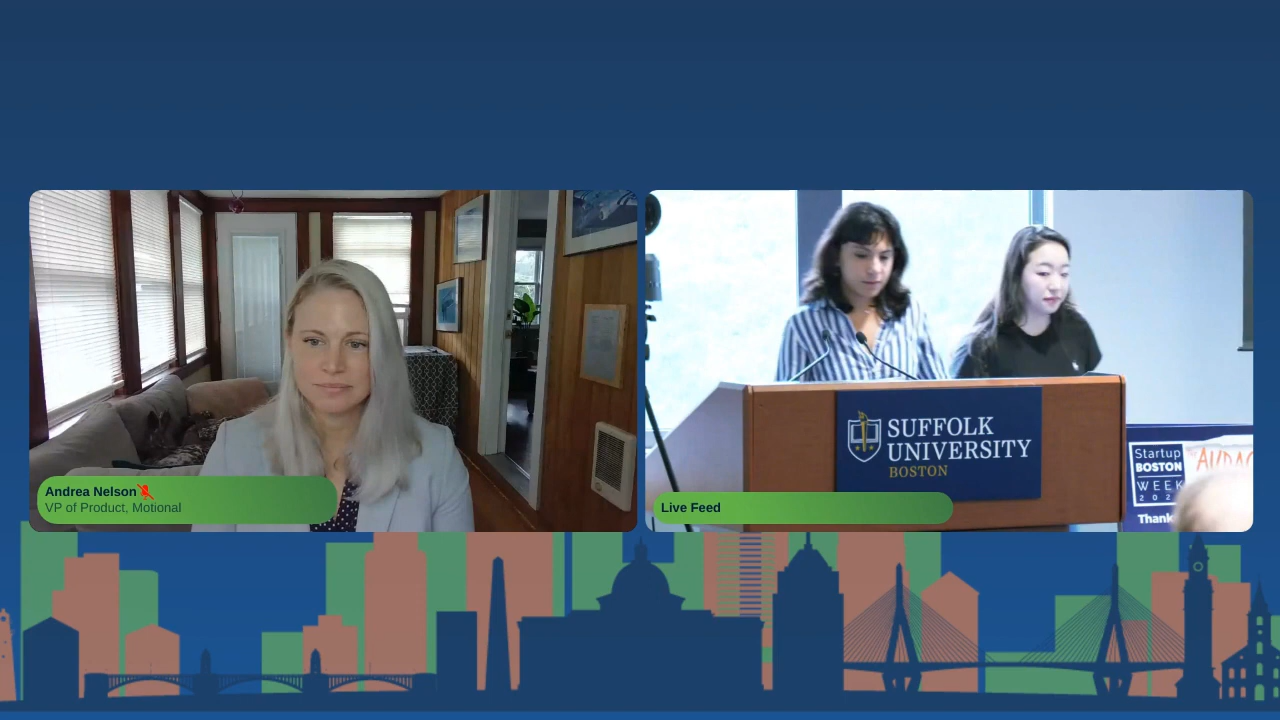 Andrea Nelson
VP of Product, Motional
SUFFOLK
UNIVERSITY
BOSTON
Live Feed
Startup
BOSTON
WEEK
Thank